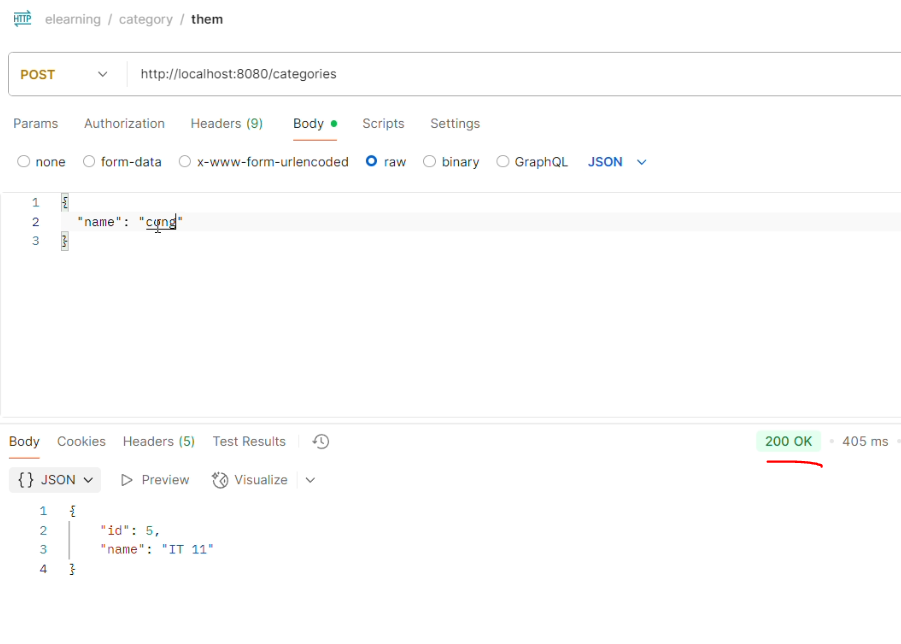 HTTP elearning / category / them
POST http://localhost:8080/categories
Params Authorization Headers (9) Body Scripts Settings
none form-data x-www-form-urlencoded raw binary GraphQL JSON
1 {
2 "name": "cong"
3 }
Body Cookies Headers (5) Test Results 200 OK 405 ms
{} JSON Preview Visualize
1 {
2 "id": 5,
3 "name": "IT 11"
4 }